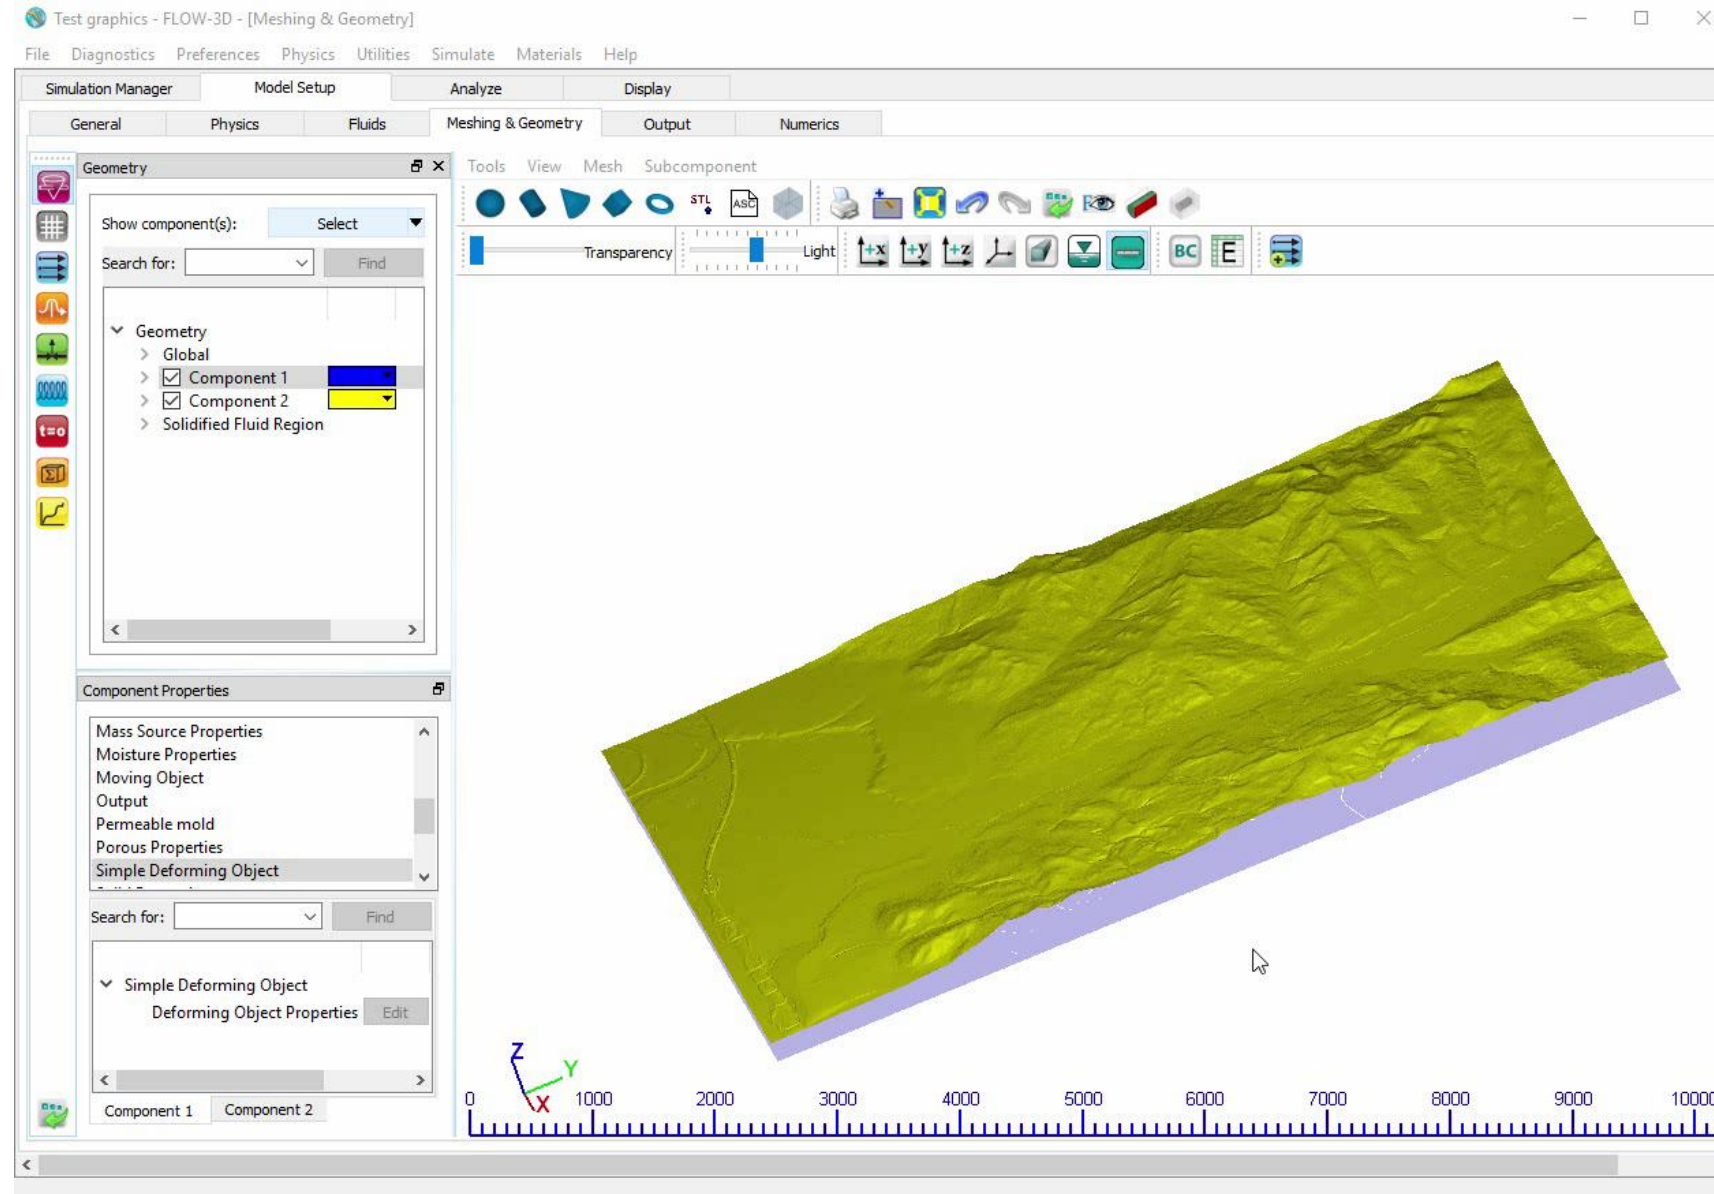 Test graphics - FLOW-3D - [Meshing & Geometry]
File Diagnostics Preferences Physics Utilities Simulate Materials Help
Simulation Manager Model Setup Analyze Display
General Physics Fluids Meshing & Geometry Output Numerics
Geometry
Show component(s): Select
Search for: Find
Geometry
Global
Component 1
Component 2
Solidified Fluid Region
t=0
Σ
Component Properties
Mass Source Properties
Moisture Properties
Moving Object
Output
Permeable mold
Porous Properties
Simple Deforming Object
Search for: Find
Simple Deforming Object
Deforming Object Properties Edit
Component 1 Component 2
Tools View Mesh Subcomponent
STL ASC
Transparency Light +x +y +z BC E
Z
Y
X
0 1000 2000 3000 4000 5000 6000 7000 8000 9000 10000